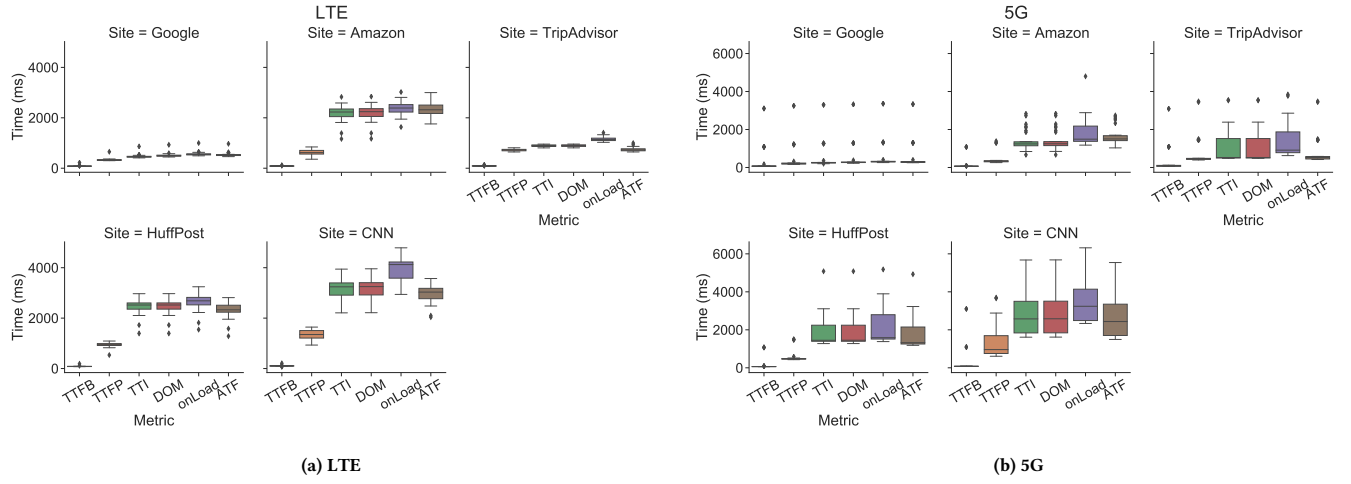 LTE
Site = Google
Site = Amazon
Site = TripAdvisor
Time (ms)
4000
2000
0
TTFB
TTFP
TTI
DOM
onLoad
ATF
Metric
Site = HuffPost
Site = CNN
Time (ms)
4000
2000
0
TTFB
TTFP
TTI
DOM
onLoad
ATF
Metric
TTFB
TTFP
TTI
DOM
onLoad
ATF
Metric
(a) LTE
5G
Site = Google
Site = Amazon
Site = TripAdvisor
Time (ms)
6000
4000
2000
0
TTFB
TTFP
TTI
DOM
onLoad
ATF
Metric
Site = HuffPost
Site = CNN
Time (ms)
6000
4000
2000
0
TTFB
TTFP
TTI
DOM
onLoad
ATF
Metric
TTFB
TTFP
TTI
DOM
onLoad
ATF
Metric
(b) 5G